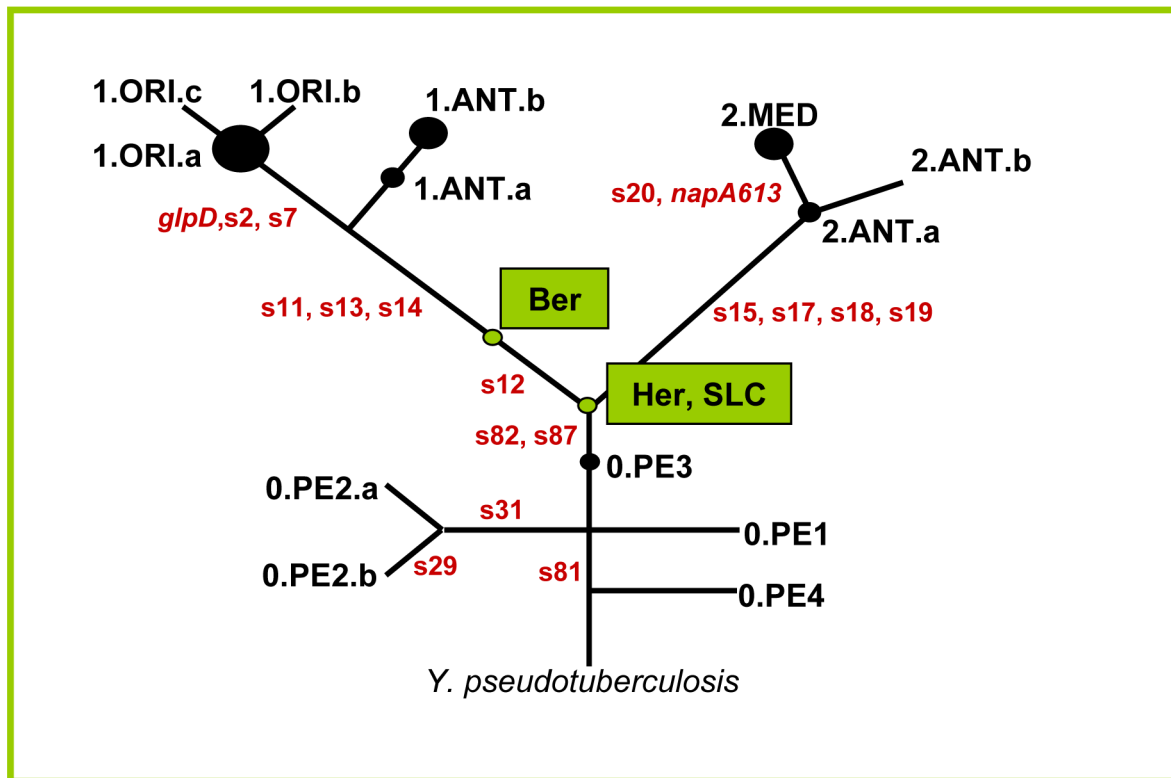 1.ORI.c
1.ORI.b
1.ANT.b
2.MED
1.ORI.a
1.ANT.a
2.ANT.b
glpD,s2, s7
s20, napA613
2.ANT.a
Ber
s11, s13, s14
s15, s17, s18, s19
s12
Her, SLC
s82, s87
0.PE3
0.PE2.a
s31
0.PE1
0.PE2.b
s29
s81
0.PE4
Y. pseudotuberculosis